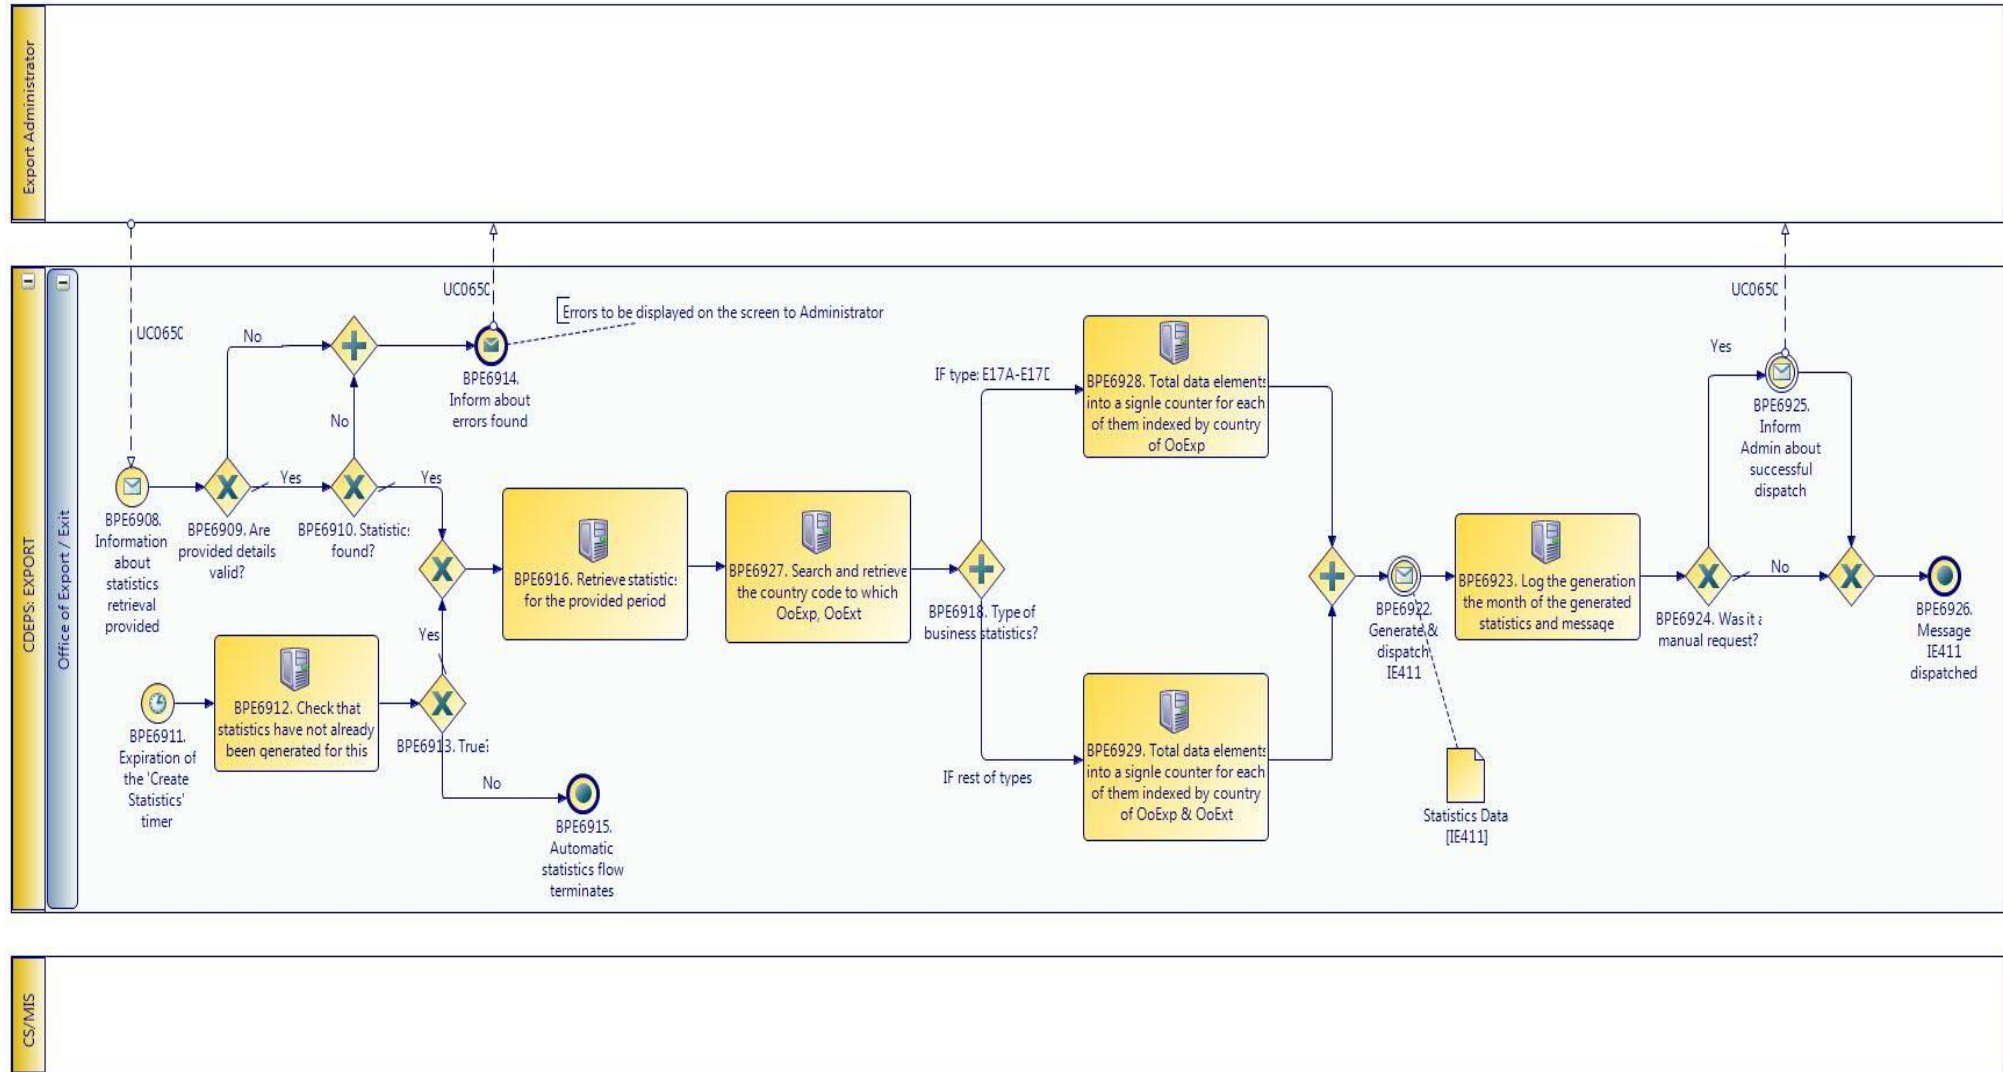 Export Administrator
CDEPS: EXPORT
Office of Export / Exit
UC065C
UC065C
Errors to be displayed on the screen to Administrator
UC065C
No
BPE6914.
Inform about
errors found
No
Yes
Yes
BPE6908.
Information
about
statistics
retrieval
provided
BPE6909. Are
provided details
valid?
BPE6910. Statistic
found?
BPE6916. Retrieve statistic
for the provided period
BPE6927. Search and retrieve
the country code to which
OoExp, OoExt
BPE6918. Type of
business statistics?
IF type: E17A-E17
BPE6928. Total data elements
into a signle counter for each
of them indexed by country
of OoExp
IF rest of types
BPE6929. Total data elements
into a signle counter for each
of them indexed by country
of OoExp & OoExt
BPE6911.
Expiration of
the 'Create
Statistics'
timer
BPE6912. Check that
statistics have not already
been generated for this
Yes
BPE6913. True
No
BPE6915.
Automatic
statistics flow
terminates
BPE6922.
Generate &
dispatch
IE411
Statistics Data
[IE411]
BPE6923. Log the generation
the month of the generated
statistics and message
BPE6924. Was it a
manual request?
Yes
BPE6925.
Inform
Admin about
successful
dispatch
No
BPE6926.
Message
IE411
dispatched
CS/MIS